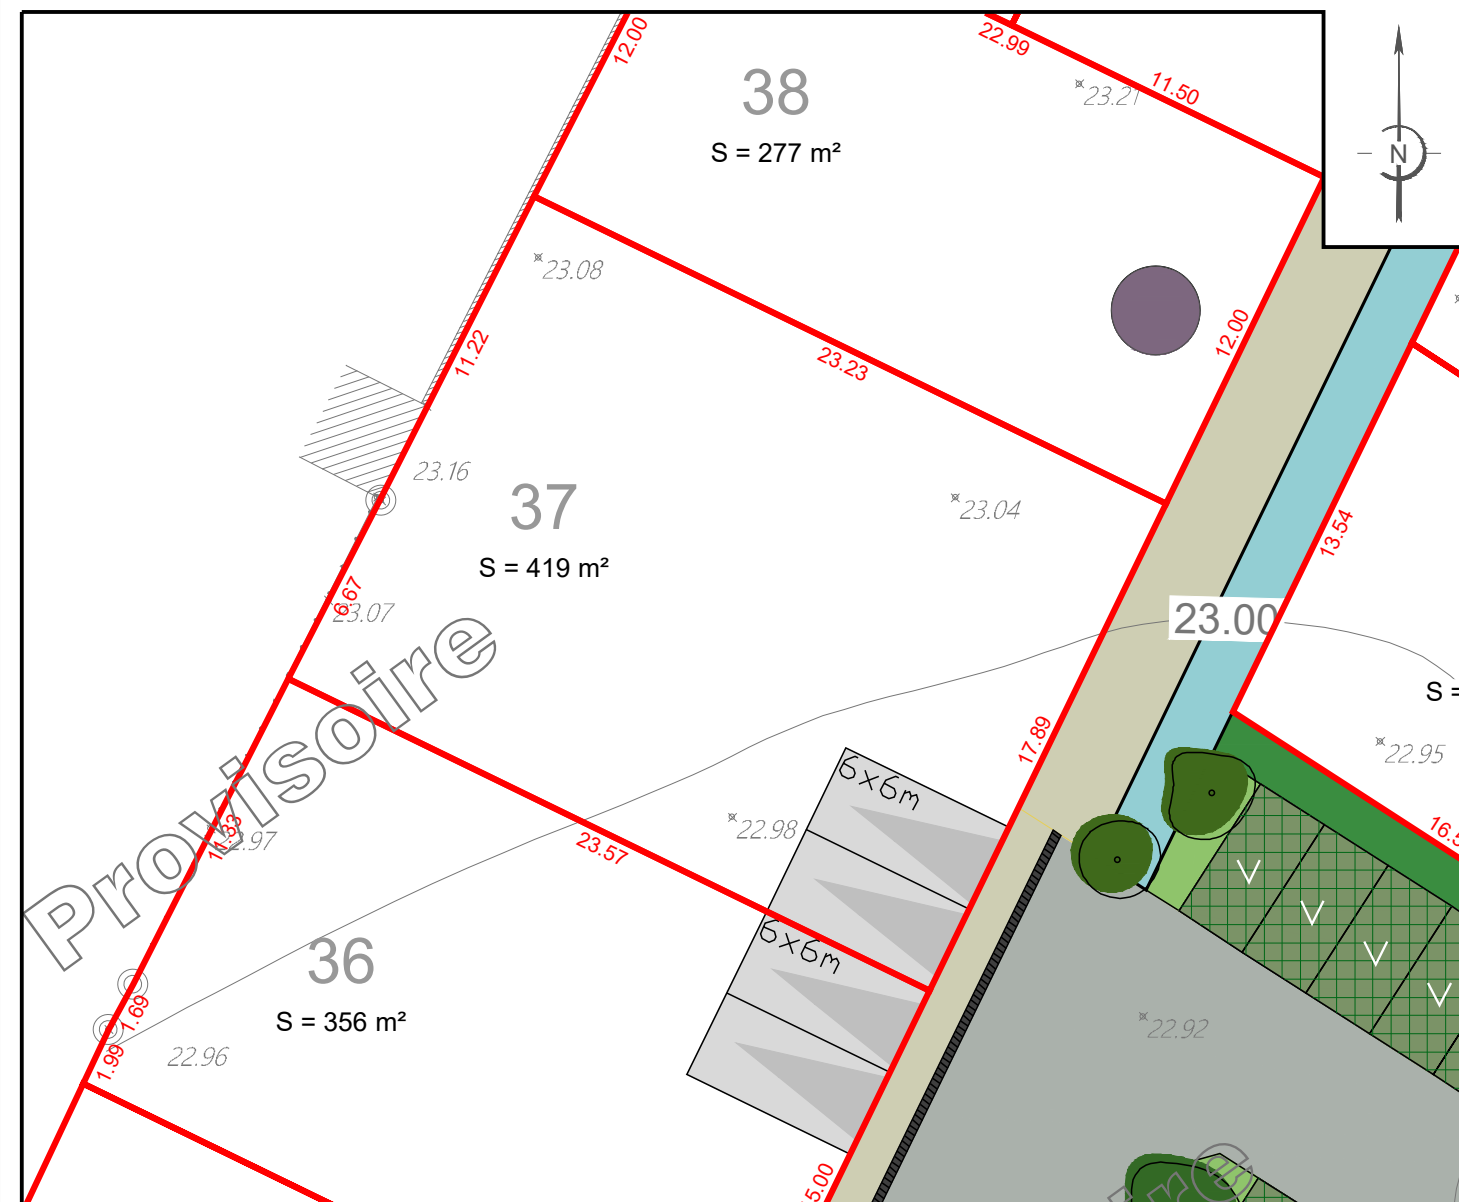 12.00
22.99
11.50
23.21
N
38
S = 277 m²
23.08
11.22
23.23
12.00
23.16
37
S = 419 m²
23.04
13.54
6.67
23.07
23.00
Provisoire
S =
17.89
22.95
6x6m
22.98
11.33
22.97
23.57
16.5
V
V
V
V
6x6m
36
S = 356 m²
1.69
1.99
22.96
22.92
5.00